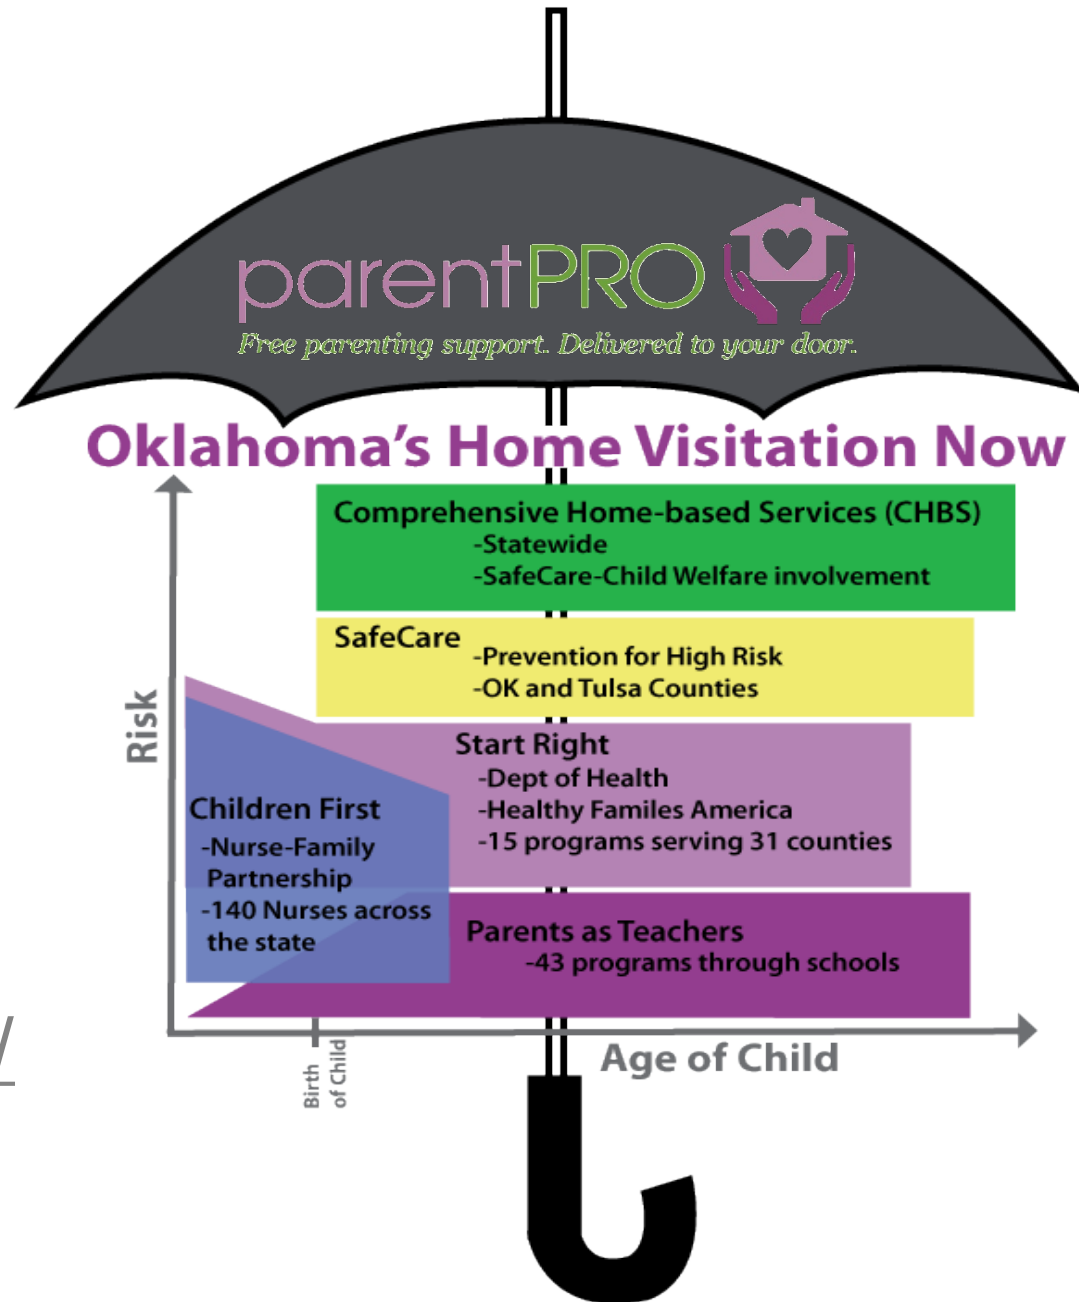 parentPRO
Free parenting support. Delivered to your door.
Oklahoma's Home Visitation Now
Comprehensive Home-based Services (CHBS)
-Statewide
-SafeCare-Child Welfare involvement
SafeCare
-Prevention for High Risk
-OK and Tulsa Counties
Risk
Start Right
-Dept of Health
-Healthy Familes America
-15 programs serving 31 counties
Children First
-Nurse-Family
Partnership
-140 Nurses across
the state
Parents as Teachers
-43 programs through schools
Birth
of Child
Age of Child
/